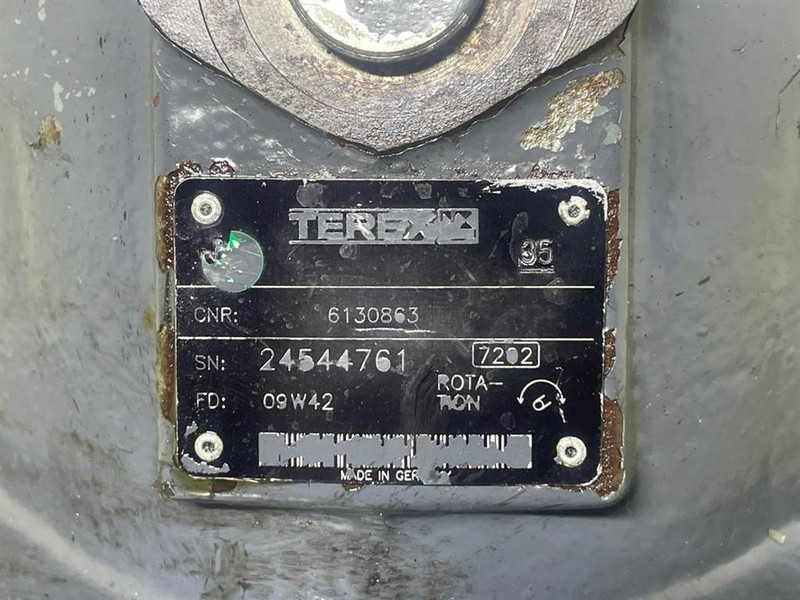 TEREX
35
CNR: 6130863
SN: 24544761 7202
FD: 09W42 ROTA-
TION
MADE IN GER